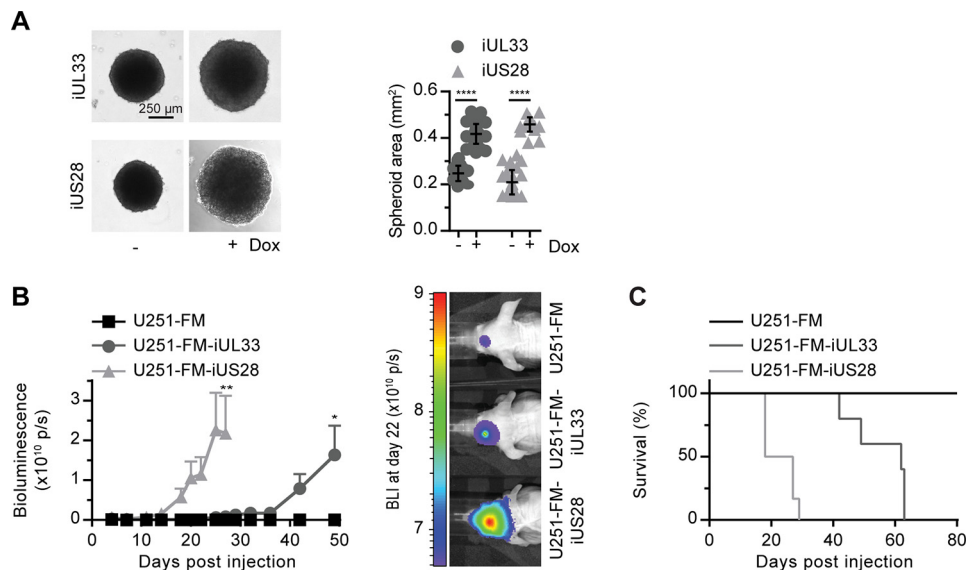 A
iUL33
250 µm
iUS28
-
+ Dox
iUL33
iUS28
Spheroid area (mm²)
****
****
0.6
0.4
0.2
0.0
- + - + Dox
B
U251-FM
U251-FM-iUL33
U251-FM-iUS28
Bioluminescence
(x10¹⁰ p/s)
3
2
1
0
**
*
0 10 20 30 40 50
Days post injection
BLI at day 22 (x10¹⁰ p/s)
9
8
7
U251-FM
U251-FM-
iUL33
U251-FM-
iUS28
C
U251-FM
U251-FM-iUL33
U251-FM-iUS28
Survival (%)
100
50
0
0 20 40 60 80
Days post injection